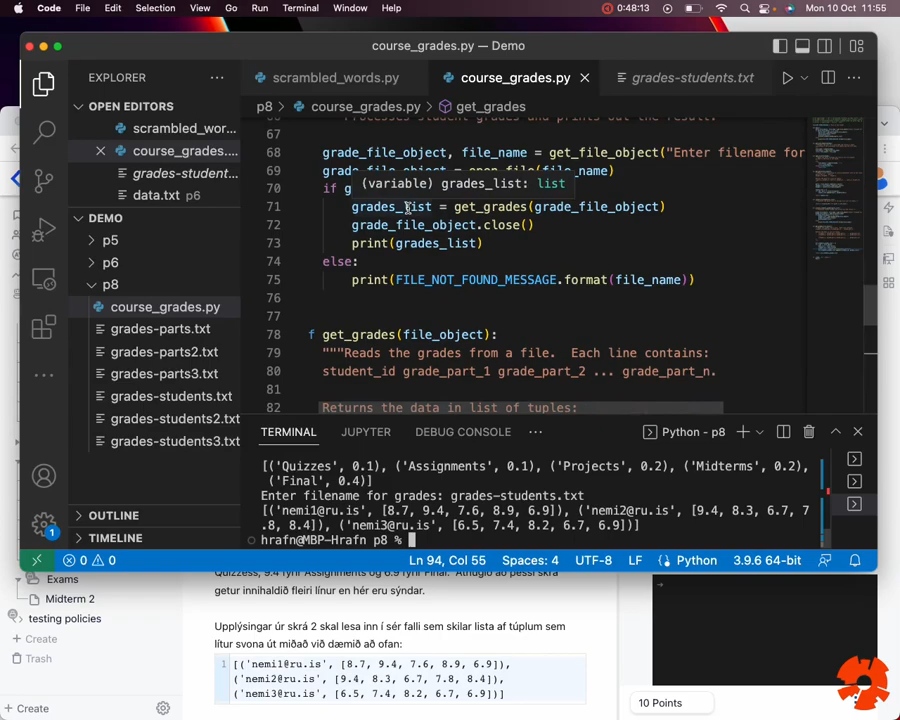 Code File Edit Selection View Go Run Terminal Window Help 00:48:13 Mon 10 Oct 11:55
course_grades.py — Demo
EXPLORER
scrambled_words.py
course_grades.py
grades-students.txt
OPEN EDITORS
scrambled_wor...
course_grades....
grades-student...
data.txt p6
DEMO
p5
p6
p8
course_grades.py
grades-parts.txt
grades-parts2.txt
grades-parts3.txt
grades-students.txt
grades-students2.txt
grades-students3.txt
OUTLINE
TIMELINE
p8 > course_grades.py > get_grades
Processes student grades and prints out the result.
67
68 grade_file_object, file_name = get_file_object("Enter filename for
69 (file_name)
(variable) grades_list: list
70 if g
71 grades_list = get_grades(grade_file_object)
72 grade_file_object.close()
73 print(grades_list)
74 else:
75 print(FILE_NOT_FOUND_MESSAGE.format(file_name))
76
77
78 f get_grades(file_object):
79 """Reads the grades from a file. Each line contains:
80 student_id grade_part_1 grade_part_2 ... grade_part_n.
81
82 Returns the data in list of tuples:
TERMINAL JUPYTER DEBUG CONSOLE Python - p8
[('Quizzes', 0.1), ('Assignments', 0.1), ('Projects', 0.2), ('Midterms', 0.2),
('Final', 0.4)]
Enter filename for grades: grades-students.txt
[('nemi1@ru.is', [8.7, 9.4, 7.6, 8.9, 6.9]), ('nemi2@ru.is', [9.4, 8.3, 6.7, 7
.8, 8.4]), ('nemi3@ru.is', [6.5, 7.4, 8.2, 6.7, 6.9])]
hrafn@MBP-Hrafn p8 %
1
0 0 Ln 94, Col 55 Spaces: 4 UTF-8 LF Python 3.9.6 64-bit
Exams
Midterm 2
testing policies
Create
Trash
Create
getur innihaldið fleiri línur en hér eru sýndar.
Upplýsingar úr skrá 2 skal lesa inn í sér falli sem skilar lista af túplum sem
lítur svona út miðað við dæmið að ofan:
1 [('nemi1@ru.is', [8.7, 9.4, 7.6, 8.9, 6.9]),
('nemi2@ru.is', [9.4, 8.3, 6.7, 7.8, 8.4]),
('nemi3@ru.is', [6.5, 7.4, 8.2, 6.7, 6.9])]
10 Points